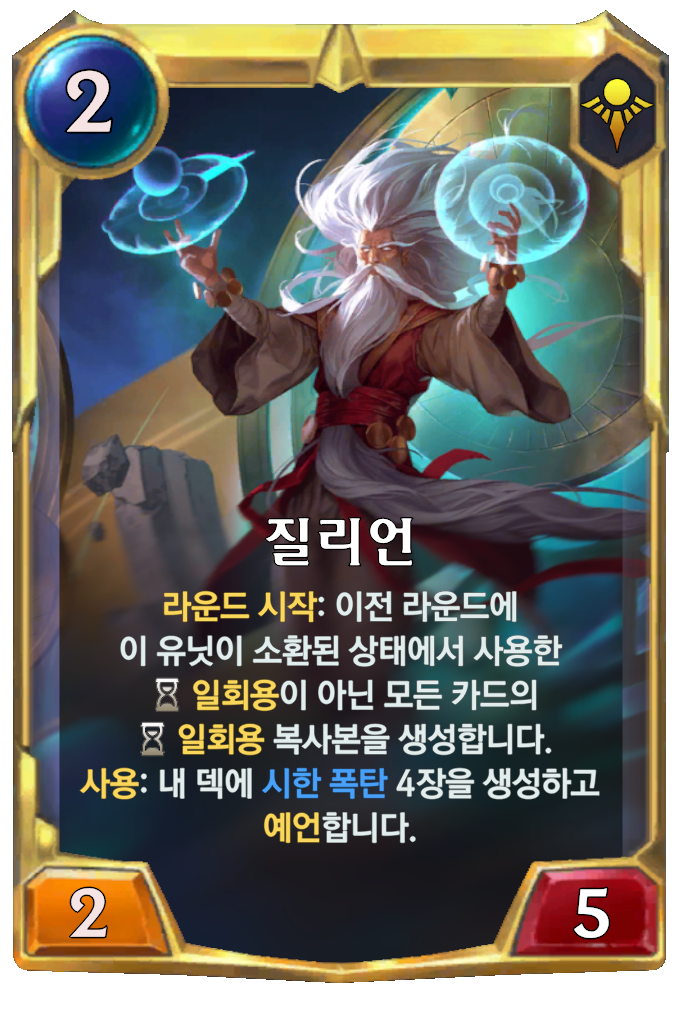 2
질리언
라운드 시작: 이전 라운드에
이 유닛이 소환된 상태에서 사용한
일회용이 아닌 모든 카드의
일회용 복사본을 생성합니다.
사용: 내 덱에 시한 폭탄 4장을 생성하고
예언합니다.
2
5